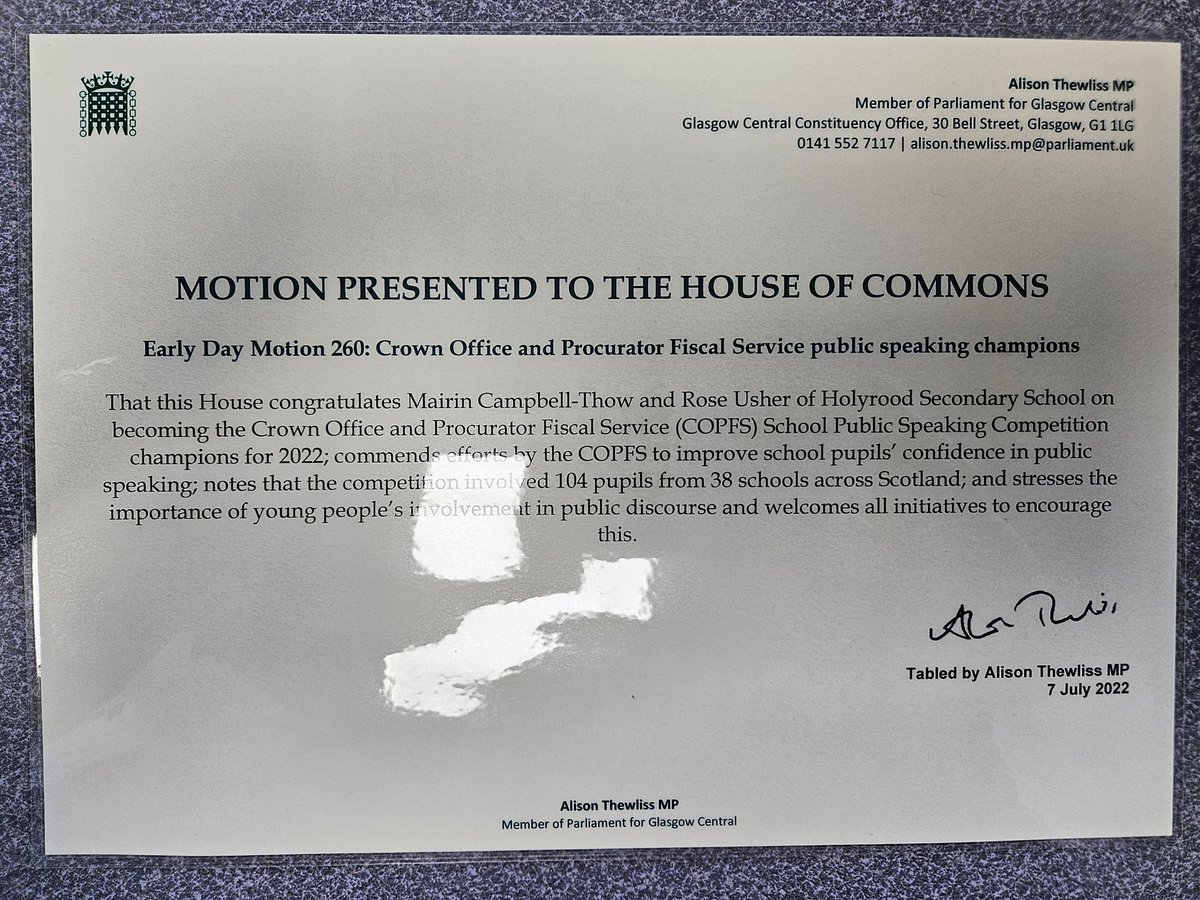 Alison Thewliss MP
Member of Parliament for Glasgow Central
Glasgow Central Constituency Office, 30 Bell Street, Glasgow, G1 1LG
0141 552 7117 | alison.thewliss.mp@parliament.uk
MOTION PRESENTED TO THE HOUSE OF COMMONS
Early Day Motion 260: Crown Office and Procurator Fiscal Service public speaking champions
That this House congratulates Mairin Campbell-Thow and Rose Usher of Holyrood Secondary School on
becoming the Crown Office and Procurator Fiscal Service (COPFS) School Public Speaking Competition
champions for 2022; commends efforts by the COPFS to improve school pupils’ confidence in public
speaking; notes that the competition involved 104 pupils from 38 schools across Scotland; and stresses the
importance of young people’s involvement in public discourse and welcomes all initiatives to encourage
this.
Tabled by Alison Thewliss MP
7 July 2022
Alison Thewliss MP
Member of Parliament for Glasgow Central